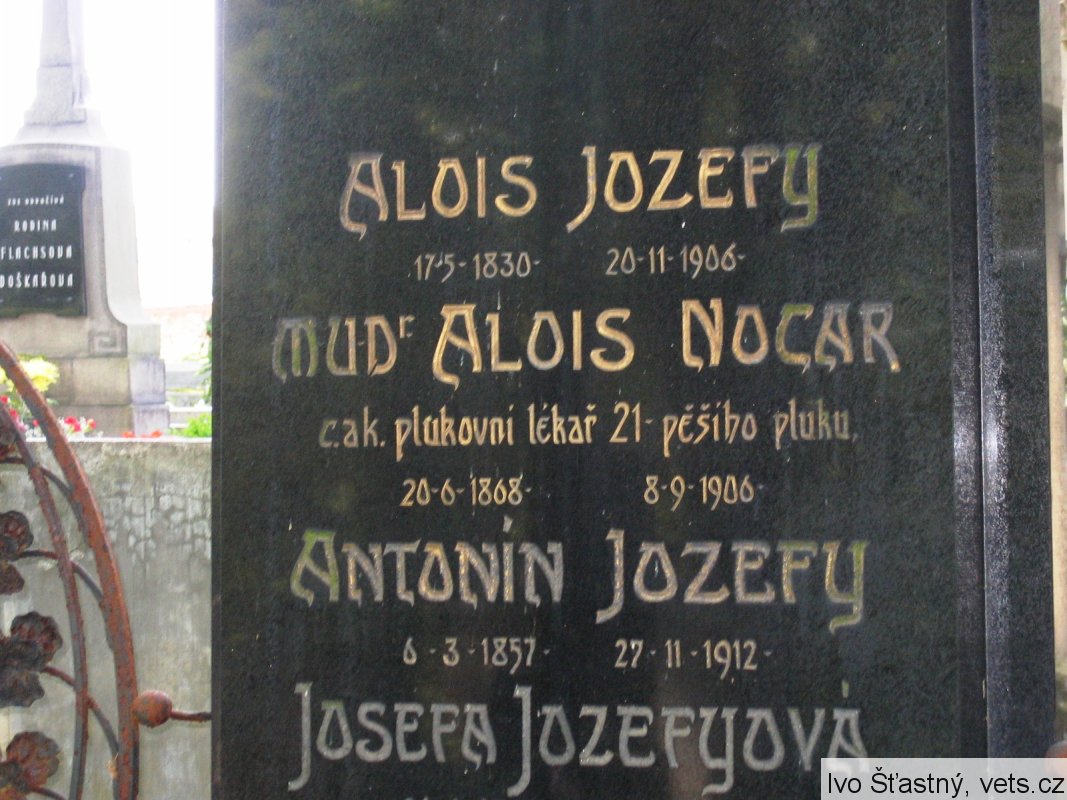 ALOIS JOZEFY
17-5-1830- 20-11-1906-
MUDr ALOIS NOCAR
c.a k. plukovní lékař 21- pěšího pluku.
20-6-1868- 8-9-1906-
ANTONÍN JOZEFY
6-3-1857- 27-11-1912-
JOSEFA JOZEFYOVÁ
RODINA
FLACHSOVA
DOŠKAŘOVA
Ivo Šťastný, vets.cz